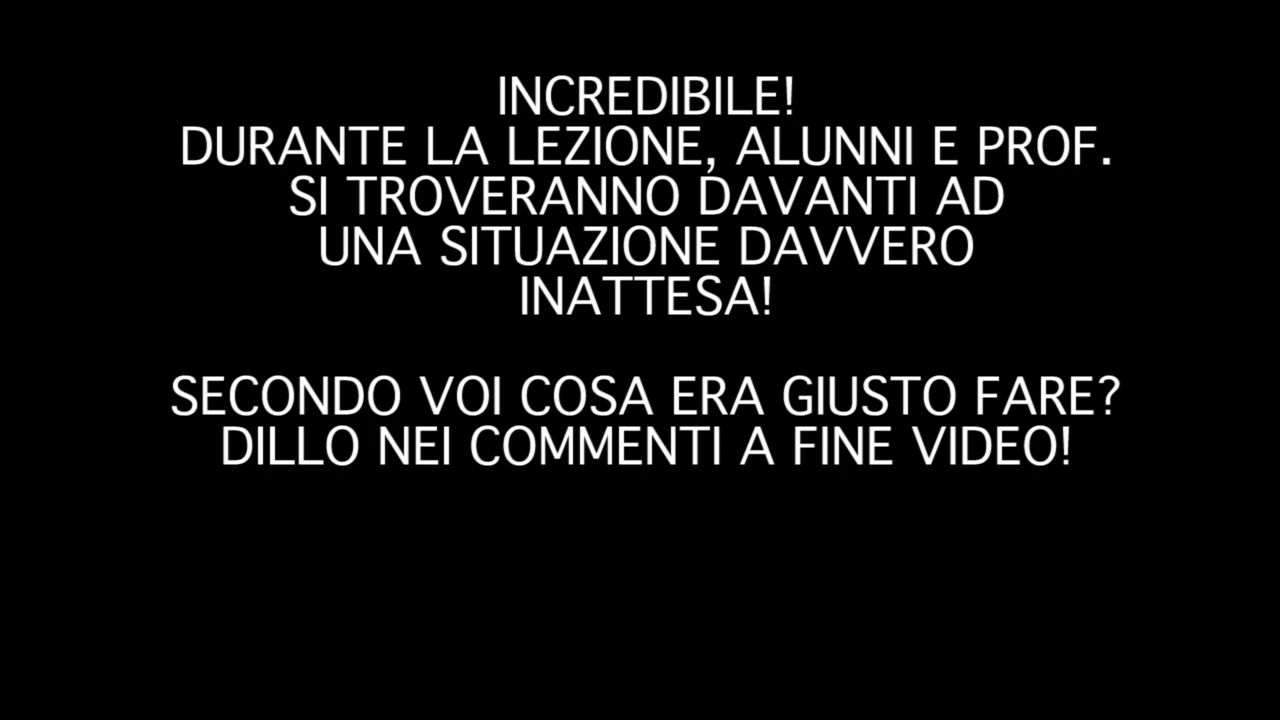 INCREDIBILE!
DURANTE LA LEZIONE, ALUNNI E PROF.
SI TROVERANNO DAVANTI AD
UNA SITUAZIONE DAVVERO
INATTESA!
SECONDO VOI COSA ERA GIUSTO FARE?
DILLO NEI COMMENTI A FINE VIDEO!